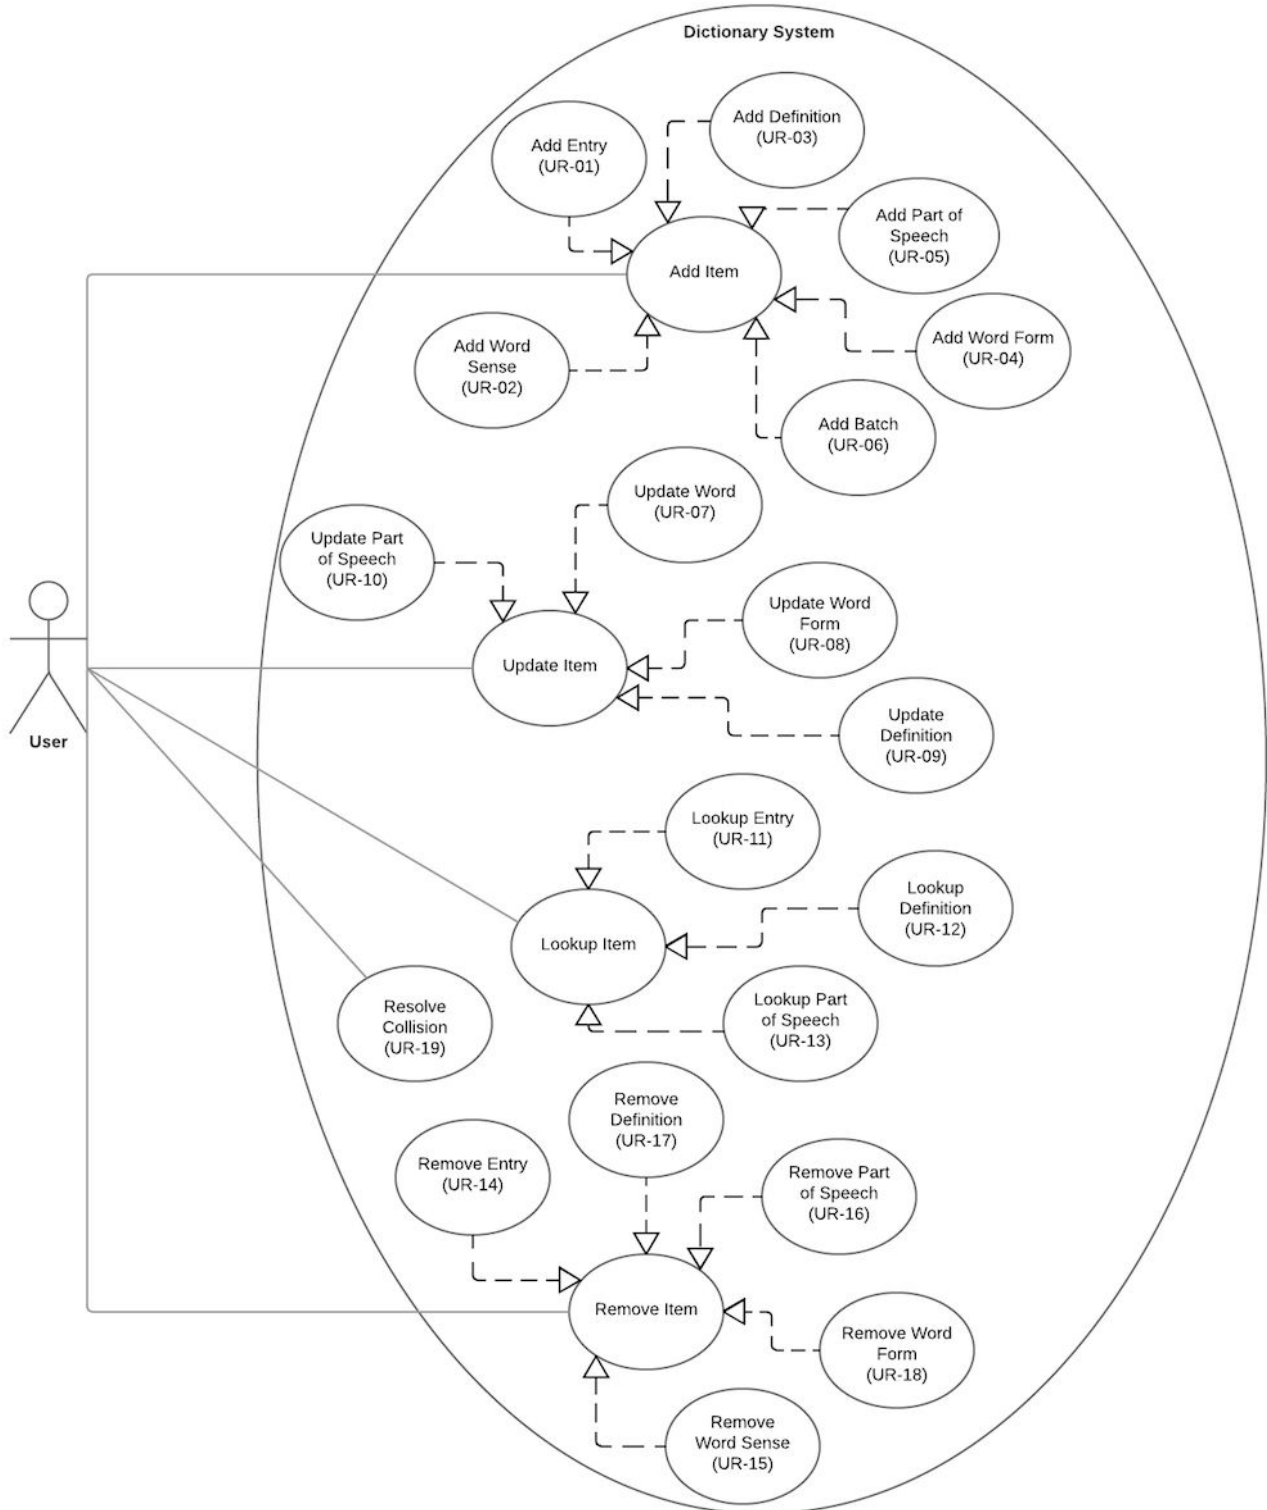 Dictionary System
Add Definition
(UR-03)
Add Entry
(UR-01)
Add Part of
Speech
(UR-05)
Add Item
Add Word Form
(UR-04)
Add Word
Sense
(UR-02)
Add Batch
(UR-06)
Update Word
(UR-07)
Update Part
of Speech
(UR-10)
Update Word
Form
(UR-08)
Update Item
User
Update
Definition
(UR-09)
Lookup Entry
(UR-11)
Lookup
Definition
(UR-12)
Lookup Item
Resolve
Collision
(UR-19)
Lookup Part
of Speech
(UR-13)
Remove
Definition
(UR-17)
Remove Entry
(UR-14)
Remove Part
of Speech
(UR-16)
Remove Item
Remove Word
Form
(UR-18)
Remove
Word Sense
(UR-15)